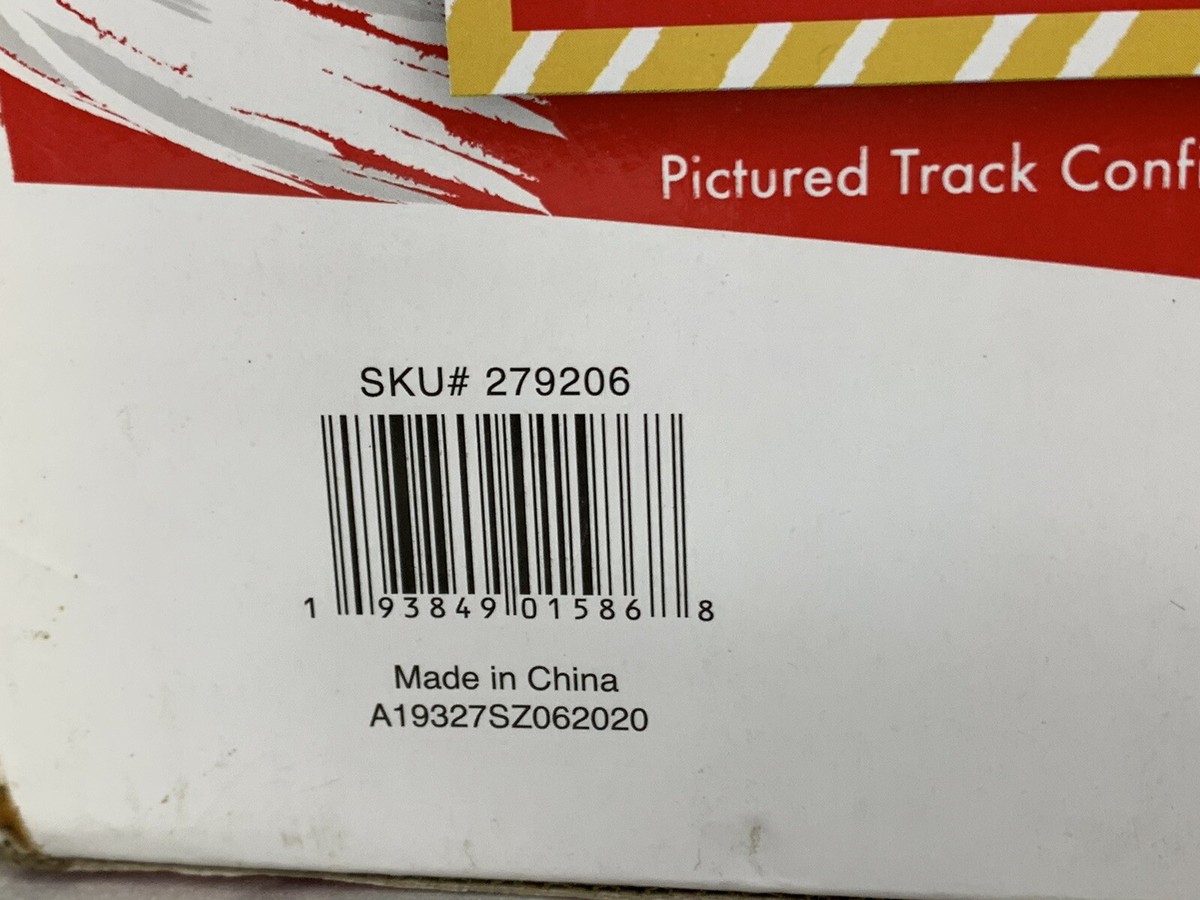 Pictured Track Confi
SKU# 279206
1 93849 01586 8
Made in China
A19327SZ062020